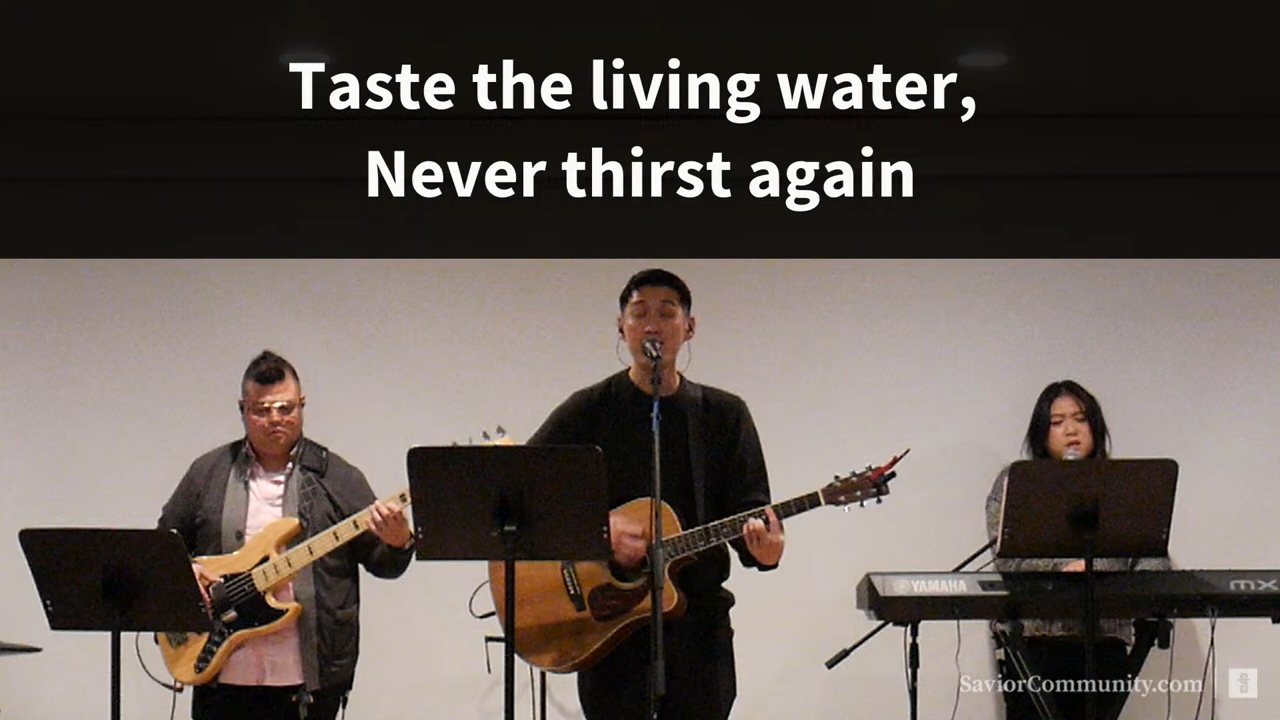 Taste the living water,
Never thirst again
YAMAHA
MX
SaviorCommunity.com